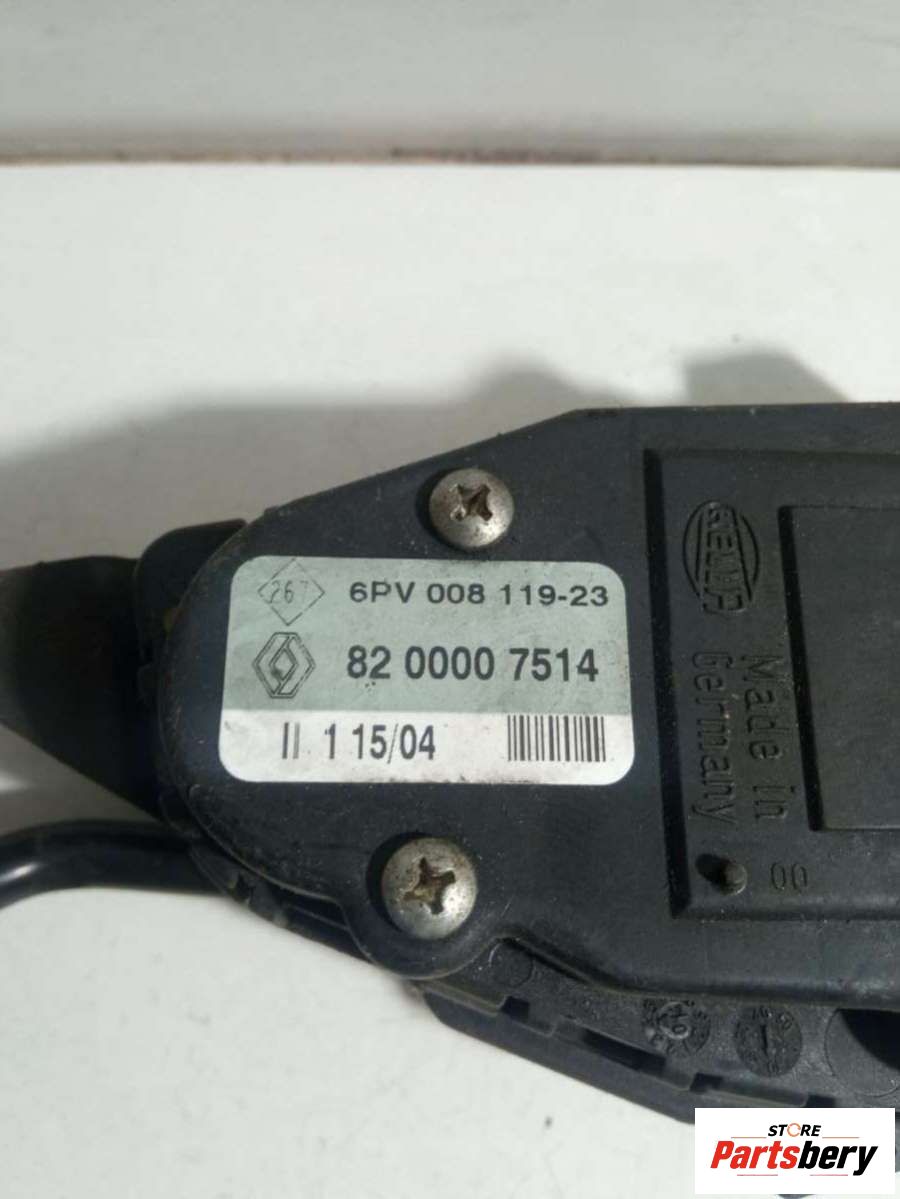 267
6PV 008 119-23
82 0000 7514
II 1 15/04
HELLA
Made in
Germany
00
STORE
Partsbery